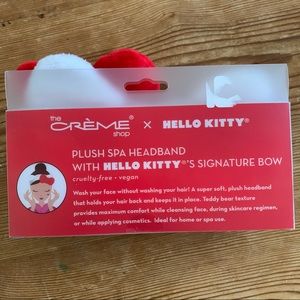 the
CRÈME®
shop
× HELLO KITTY®
PLUSH SPA HEADBAND
WITH HELLO KITTY®'S SIGNATURE BOW
cruelty-free • vegan
Wash your face without washing your hair! A super soft, plush headband
that holds your hair back and keeps it in place. Teddy bear texture
provides maximum comfort while cleansing face, during skincare regimen,
or while applying cosmetics. Ideal for home or spa use.